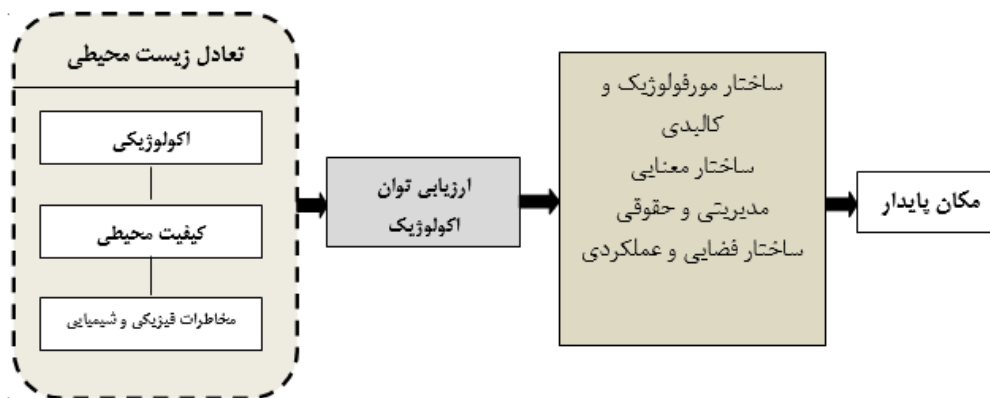 تعادل زیست محیطی
اکولوژیکی
کیفیت محیطی
مخاطرات فیزیکی و شیمیایی
ارزیابی توان
اکولوژیک
ساختار مورفولوژیک و
کالبدی
ساختار معنایی
مدیریتی و حقوقی
ساختار فضایی و عملکردی
مکان پایدار